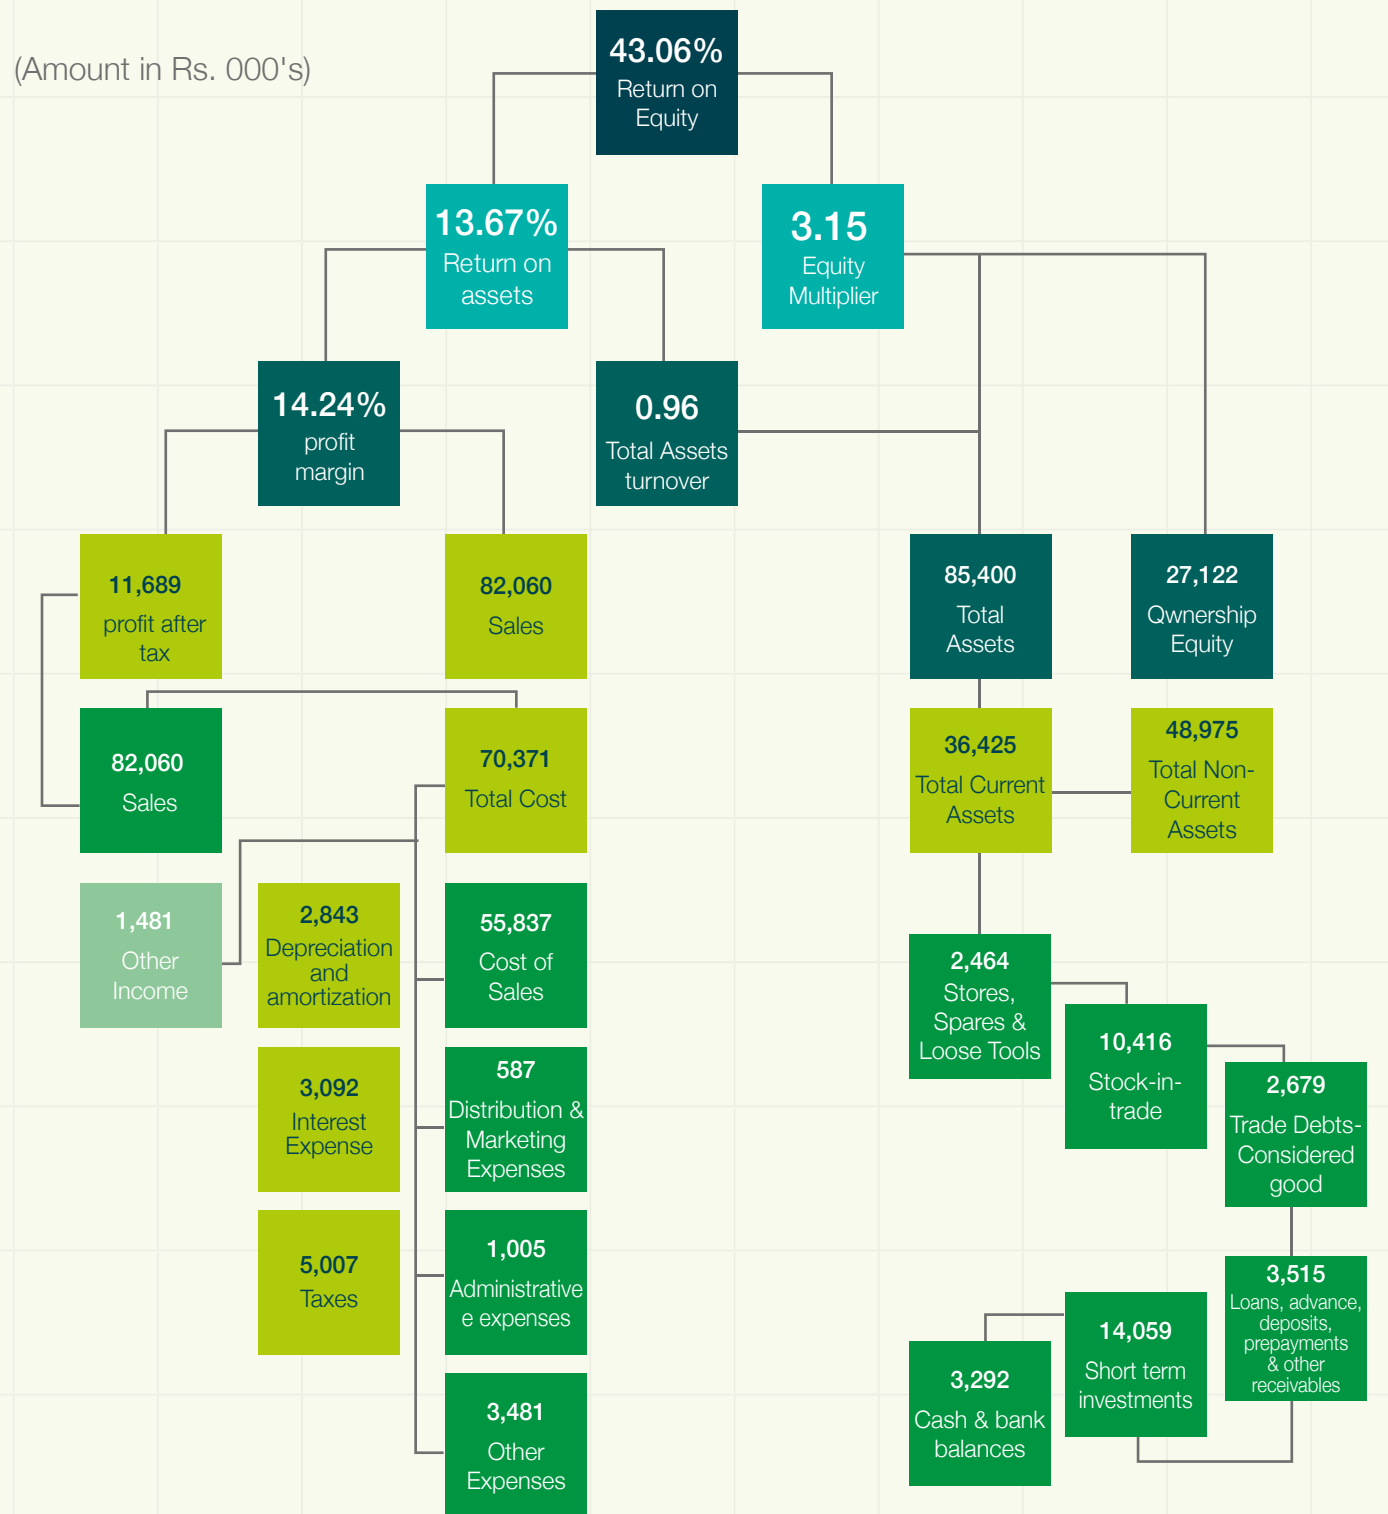 (Amount in Rs. 000's)
43.06%
Return on
Equity
13.67%
Return on
assets
3.15
Equity
Multiplier
14.24%
profit
margin
0.96
Total Assets
turnover
11,689
profit after
tax
82,060
Sales
85,400
Total
Assets
27,122
Qwnership
Equity
82,060
Sales
70,371
Total Cost
36,425
Total Current
Assets
48,975
Total Non-
Current
Assets
1,481
Other
Income
2,843
Depreciation
and
amortization
55,837
Cost of
Sales
2,464
Stores,
Spares &
Loose Tools
10,416
Stock-in-
trade
2,679
Trade Debts-
Considered
good
3,092
Interest
Expense
587
Distribution &
Marketing
Expenses
5,007
Taxes
1,005
Administrative
e expenses
3,515
Loans, advance,
deposits,
prepayments
& other
receivables
14,059
Short term
investments
3,292
Cash & bank
balances
3,481
Other
Expenses